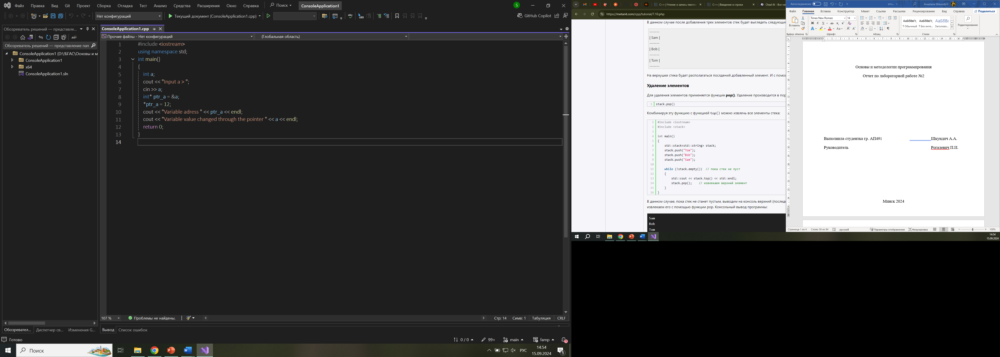 Файл Правка Вид Git Проект Сборка Отладка Тест Анализ Средства Расширения Окно Справка Поиск ConsoleApplication1 S
Нет конфигураций Текущий документ (ConsoleApplication1.cpp) GitHub Copilot
Обозреватель решений — представле...
Обозреватель решений — представление пап
ConsoleApplication1 (D:\!БГАС\Основы и м
ConsoleApplication1
x64
ConsoleApplication1.sln
ConsoleApplication1.cpp
Прочие файлы - Нет конфигураций (Глобальная область)
1 #include <iostream>
2 using namespace std;
3 int main()
4 {
5 int a;
6 cout << "Input a > ";
7 cin >> a;
8 int* ptr_a = &a;
9 *ptr_a = 12;
10 cout << "Variable adress " << ptr_a << endl;
11 cout << "Variable value changed through the pointer " << a << endl;
12 return 0;
13 }
14
107 % Проблемы не найдены. Стр: 14 Симв: 1 Табуляция CRLF
Обозревател... Диспетчер св... Изменения G... Вывод Список ошибок
Готово 0 / 0 99+ main famp 1
Поиск РУС 14:54
15.09.2024 1
C++ | Чтение и запись тексто C++ | Введение в строки Chad AI - Все не
https://metanit.com/cpp/tutorial/7.10.php
В данном случае после добавления трех элементов стек будет выглядеть следующи
-------
| Sam |
-------
| Bob |
-------
| Tom |
-------
На верхушке стека будет располагаться послдений добавленный элемент. И с помо
Удаление элементов
Для удаления элементов применяется функция pop(). Удаление производится в пор
1 stack.pop()
Комбинируя эту функцию с функцией top() можно извлечь все элементы стека:
1 #include <iostream>
2 #include <stack>
3
4 int main()
5 {
6 std::stack<std::string> stack;
7 stack.push("Tom");
8 stack.push("Bob");
9 stack.push("Sam");
10
11 while (!stack.empty()) // пока стек не пуст
12 {
13 std::cout << stack.top() << std::endl;
14 stack.pop(); // извлекаем верхний элемент
15 }
16 }
В данном случае, пока стек не станет пустым, выводим на консоль верхний (послед
извлекаем его с помощью функции pop. Консольный вывод программы:
Sam
Bob
Tom
Автосохранение отч... Anastasia Shkundich
Файл Главная Вставка Конструктор Макет Ссылки Рассылки Рецензирование Вид Справка Поделиться
Вставить Times New Roman 14 АаБбВвГг, АаБбВвГг, АаБбВı
Ж К Ч ab x₂ x² Aa ¶ Обычный ¶ Без инте... Заголово... Редактирование
Буфер обмена Шрифт Абзац Стили
Основы и методологии программирования
Отчет по лабораторной работе №2
Выполнила студентка гр. АП491 Шкундич А.А.
Руководитель Рогалевич П.И.
Минск 2024
Страница 1 из 4 Слово 36 из 84 русский Параметры отображения Фокусировка 100%
14:54
15.09.2024